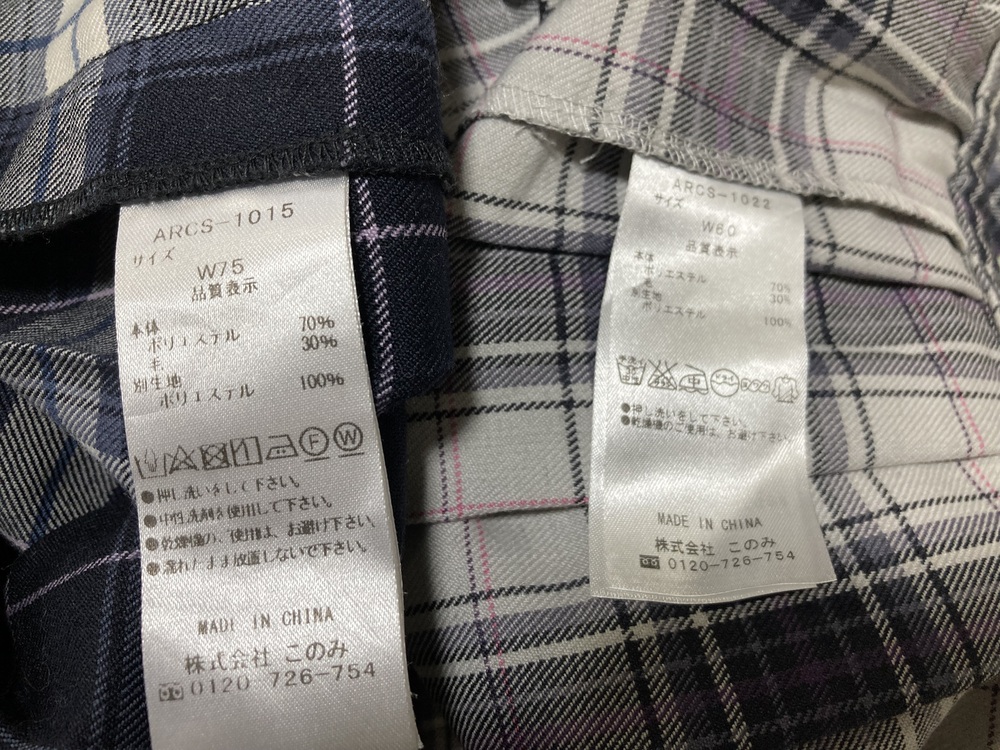 ARCS-1015
サイズ
W75
品質表示
本体
ポリエステル 70%
毛 30%
別生地
ポリエステル 100%
F W
●押し洗いをして下さい。
●中性洗剤を使用して下さい。
●乾燥機の、使用は、お避け下さい。
●濡れたまま放置しないで下さい。
MADE IN CHINA
株式会社 このみ
0120 726-754
ARCS-1022
サイズ
W60
品質表示
本体
ポリエステル 70%
毛 30%
別生地
ポリエステル 100%
●押し洗いをして下さい。
●乾燥機のご使用は、お避け下さい
MADE IN CHINA
株式会社 このみ
0120-726-754